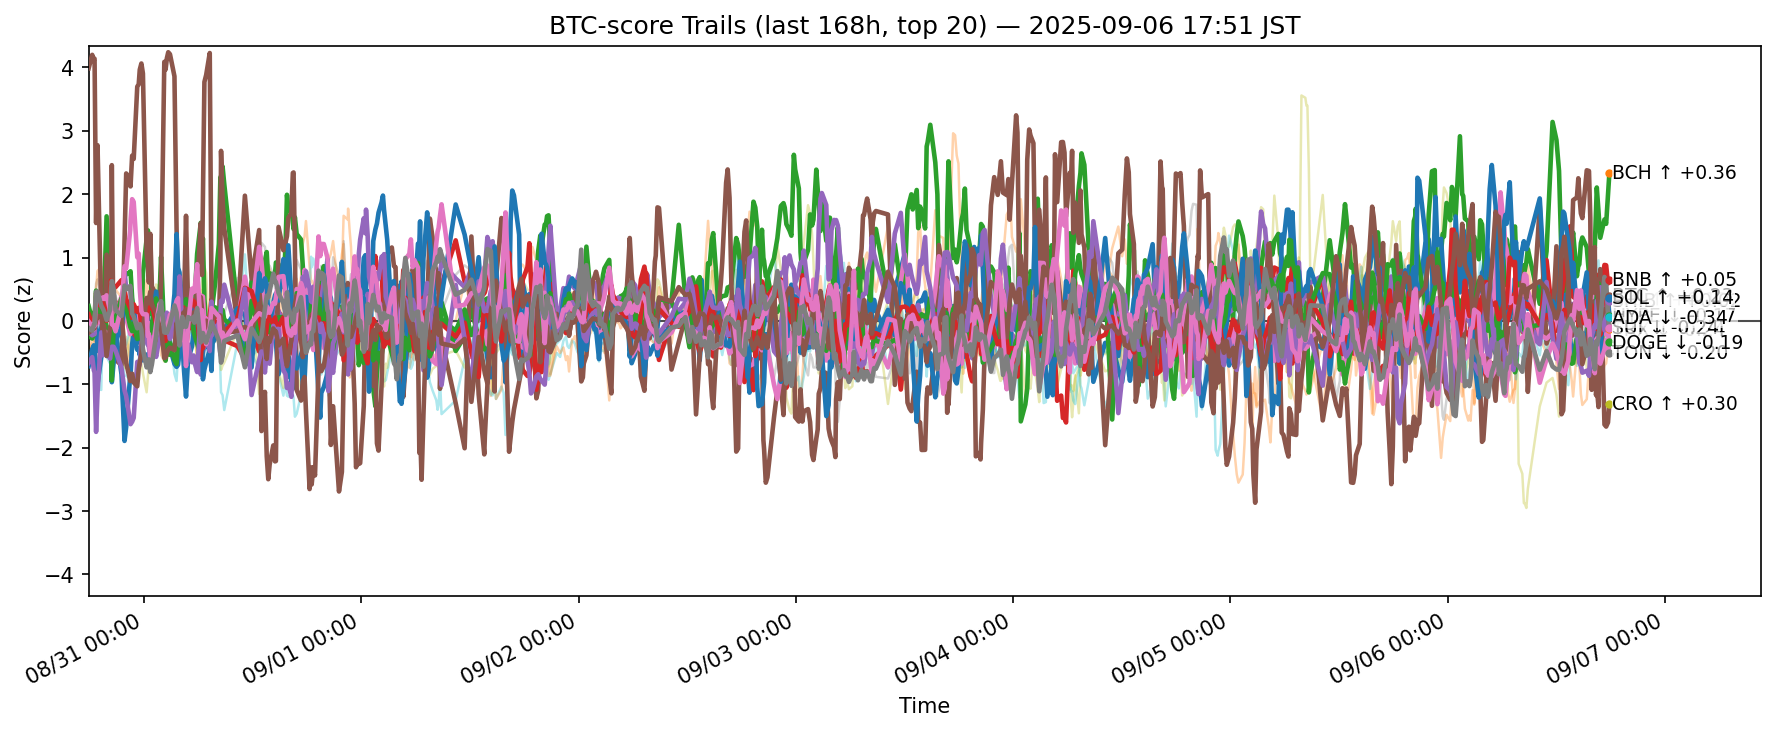 BTC-score Trails (last 168h, top 20) — 2025-09-06 17:51 JST
Score (z)
4
3
2
1
0
−1
−2
−3
−4
BCH ↑ +0.36
BNB ↑ +0.05
SOL ↑ +0.14
ADA ↓ -0.34
DOGE ↓ -0.19
TON ↓ -0.20
CRO ↑ +0.30
08/31 00:00
09/01 00:00
09/02 00:00
09/03 00:00
09/04 00:00
09/05 00:00
09/06 00:00
09/07 00:00
Time